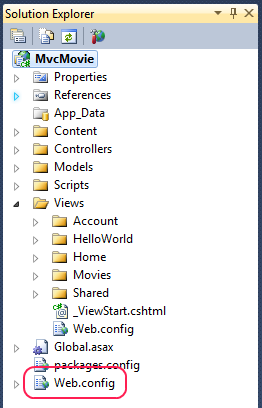 Solution Explorer
MvcMovie
Properties
References
App_Data
Content
Controllers
Models
Scripts
Views
Account
HelloWorld
Home
Movies
Shared
_ViewStart.cshtml
Web.config
Global.asax
packages.config
Web.config